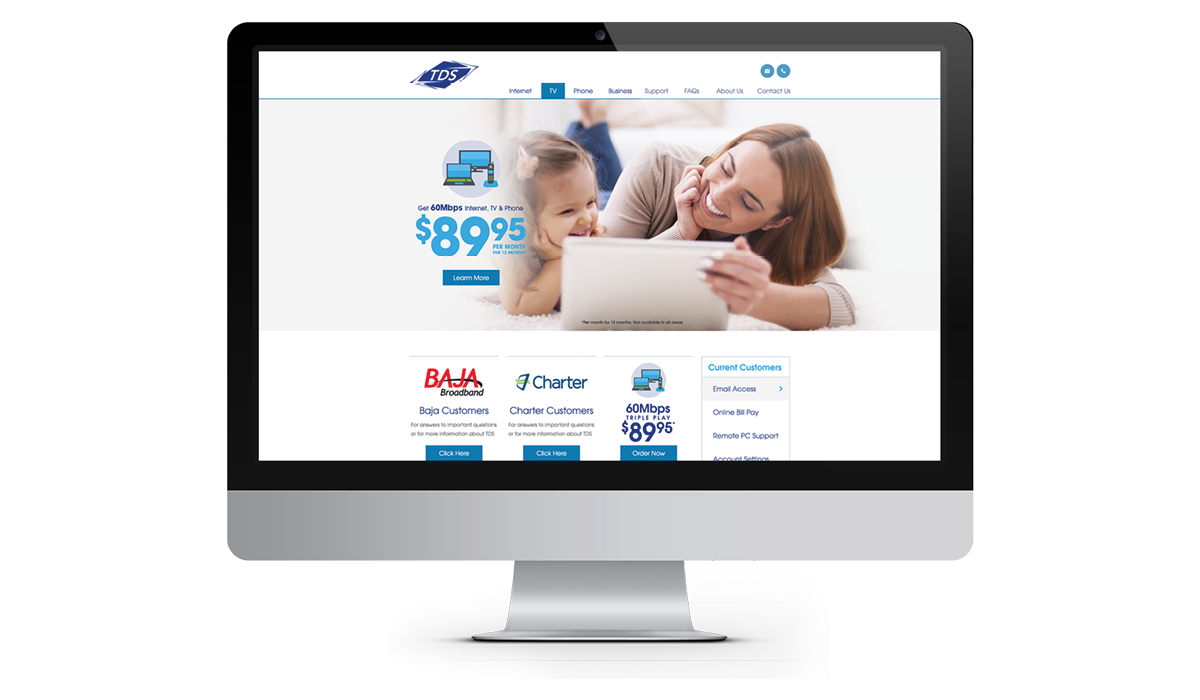 TDS
Internet TV Phone Business Support FAQs About Us Contact Us
Get 60Mbps Internet, TV & Phone
$89 95
PER MONTH
FOR 12 MONTHS
Learn More
*Per month for 12 months. Not available in all areas.
BAJA
Broadband
Baja Customers
For answers to important questions
or for more information about TDS
Click Here
Charter
Charter Customers
For answers to important questions
or for more information about TDS
Click Here
60Mbps
TRIPLE PLAY
$89 95*
Order Now
Current Customers
Email Access >
Online Bill Pay
Remote PC Support
Account Settings